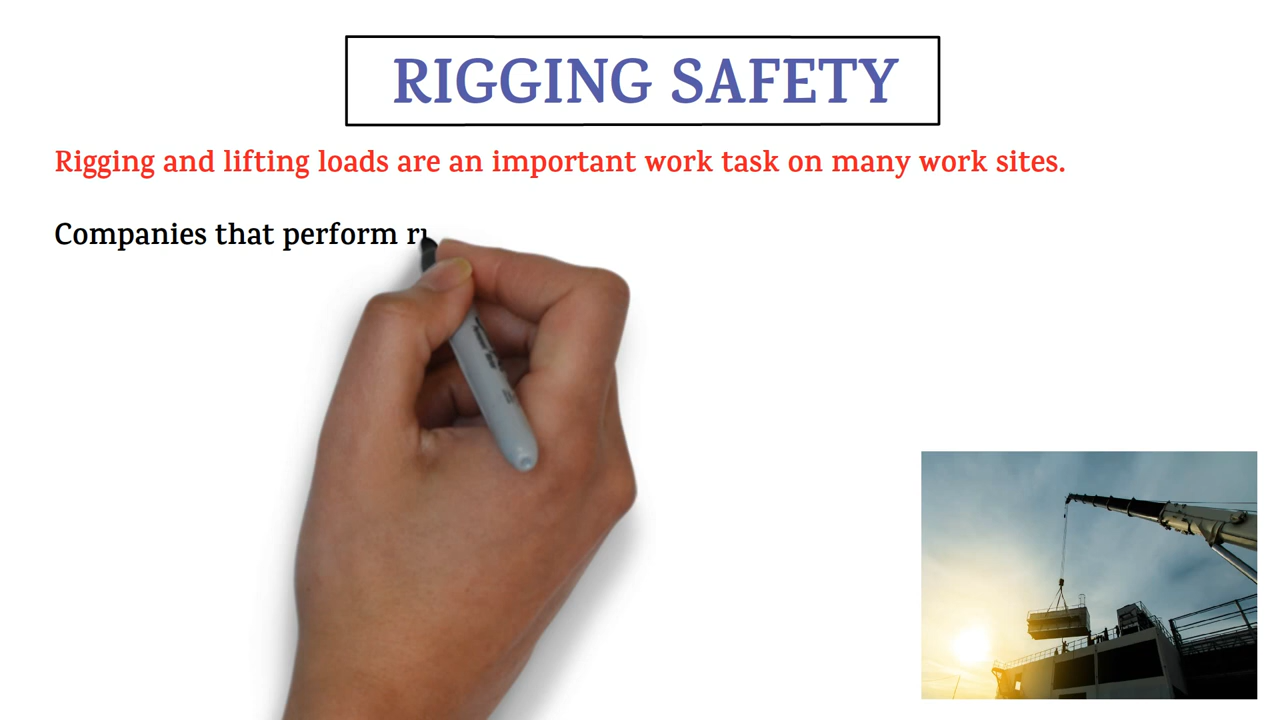 RIGGING SAFETY
Rigging and lifting loads are an important work task on many work sites.
Companies that perform